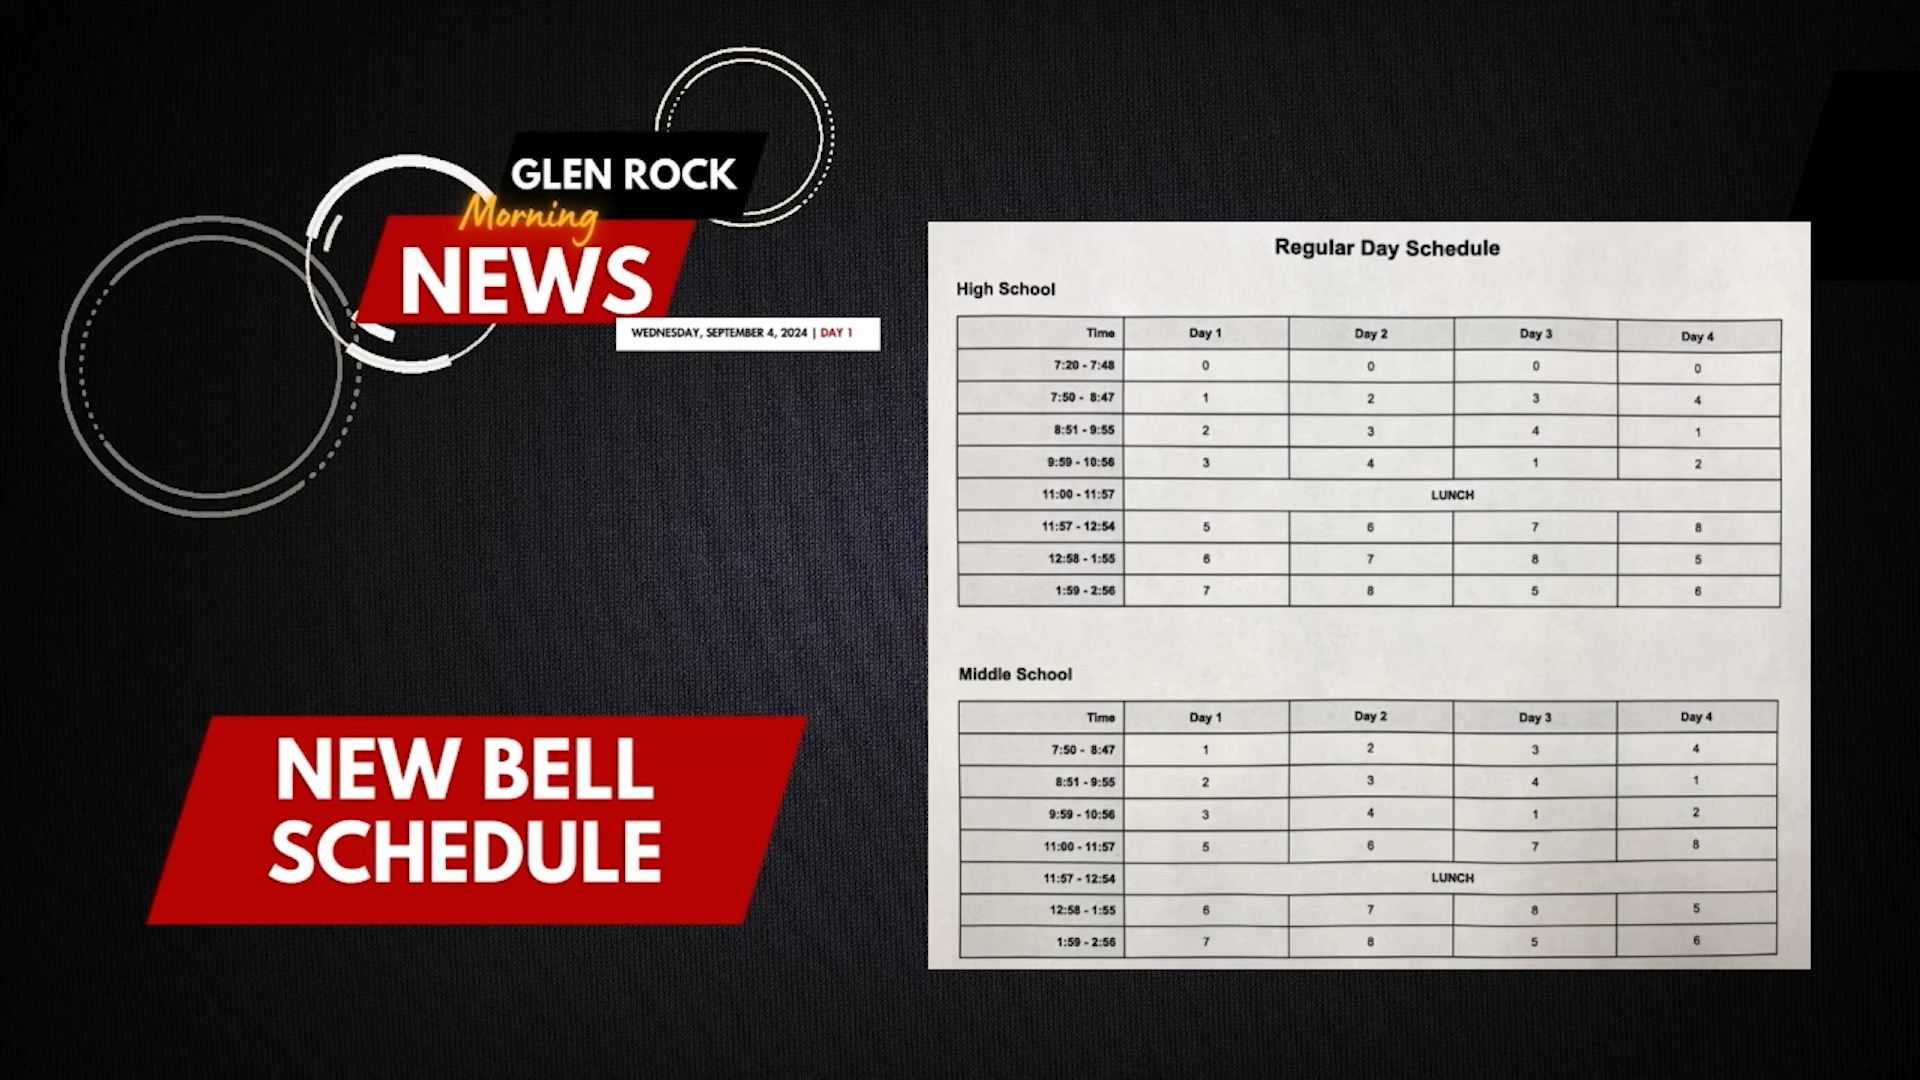 GLEN ROCK
Morning
NEWS
WEDNESDAY, SEPTEMBER 4, 2024 | DAY 1
NEW BELL
SCHEDULE
Regular Day Schedule
High School
Time Day 1 Day 2 Day 3 Day 4
7:20 - 7:48 0 0 0 0
7:50 - 8:47 1 2 3 4
8:51 - 9:55 2 3 4 1
9:59 - 10:56 3 4 1 2
11:00 - 11:57 LUNCH
11:57 - 12:54 5 6 7 8
12:58 - 1:55 6 7 8 5
1:59 - 2:56 7 8 5 6
Middle School
Time Day 1 Day 2 Day 3 Day 4
7:50 - 8:47 1 2 3 4
8:51 - 9:55 2 3 4 1
9:59 - 10:56 3 4 1 2
11:00 - 11:57 5 6 7 8
11:57 - 12:54 LUNCH
12:58 - 1:55 6 7 8 5
1:59 - 2:56 7 8 5 6